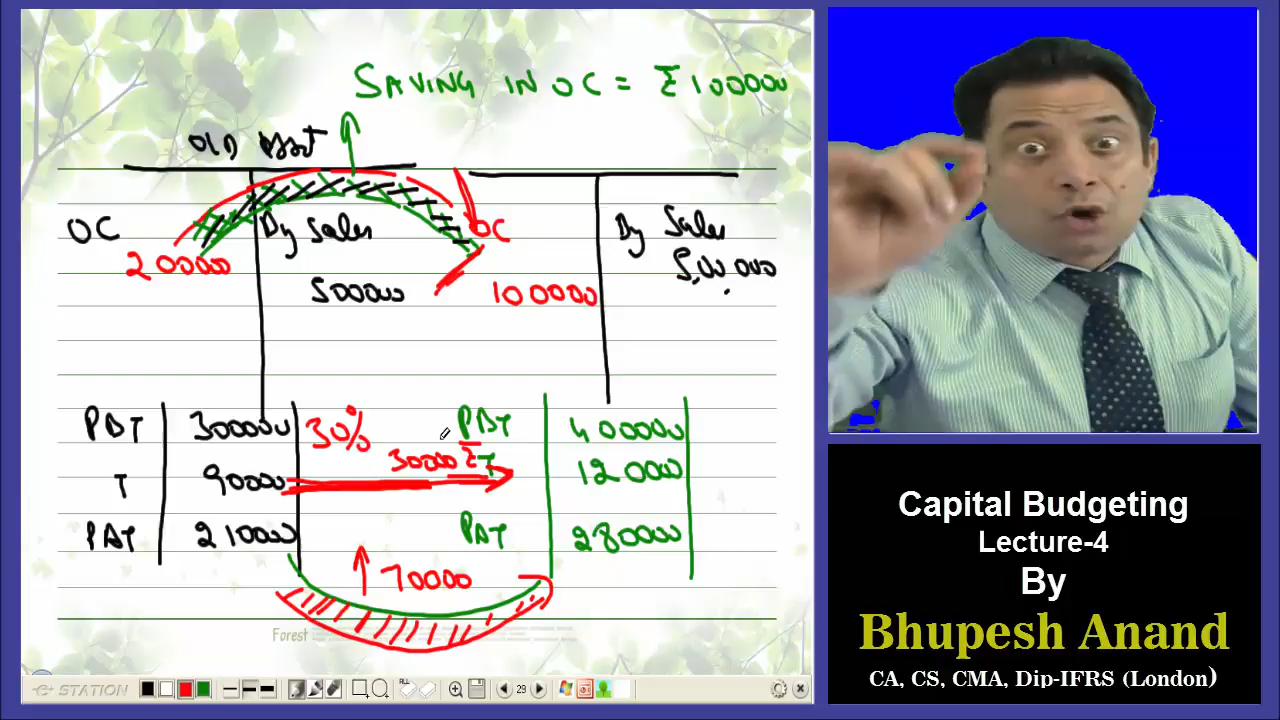 SAVING IN OC = ₹100000
Old Asset
OC By Sales OC By Sales
200000 500000 100000 5,00,000
PBT 300000 30% PBT 400000
T 90000 30000 ₹ T 120000
PAT 210000 PAT 280000
↑ 70000
Forest
STATION
ALL
29
Capital Budgeting
Lecture-4
By
Bhupesh Anand
CA, CS, CMA, Dip-IFRS (London)